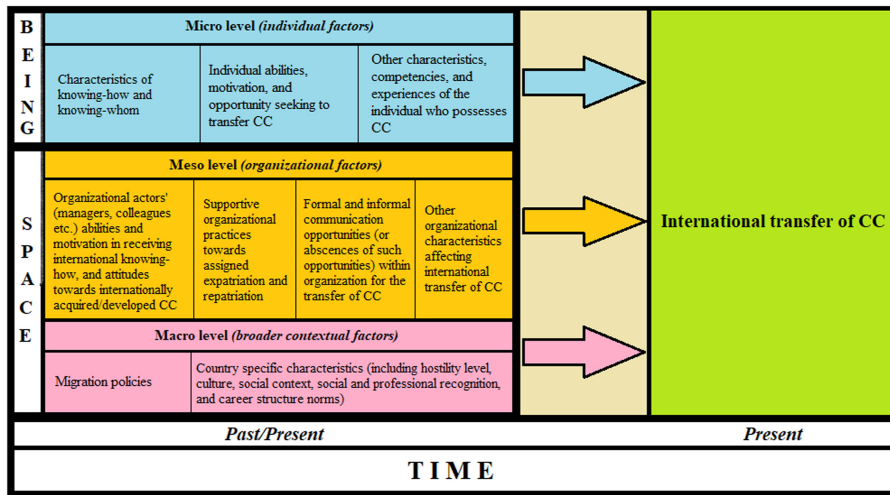 BEING
Micro level (individual factors)
Characteristics of
knowing-how and
knowing-whom
Individual abilities,
motivation, and
opportunity seeking to
transfer CC
Other characteristics,
competencies, and
experiences of the
individual who possesses
CC
SPACE
Meso level (organizational factors)
Organizational actors'
(managers, colleagues
etc.) abilities and
motivation in receiving
international knowing-
how, and attitudes
towards internationally
acquired/developed CC
Supportive
organizational
practices
towards
assigned
expatriation and
repatriation
Formal and informal
communication
opportunities (or
abscences of such
opportunities) within
organization for the
transfer of CC
Other
organizational
characteristics
affecting
international
transfer of CC
Macro level (broader contextual factors)
Migration policies
Country specific characteristics (including hostility level,
culture, social context, social and professional recognition,
and career structure norms)
International transfer of CC
Past/Present
Present
TIME